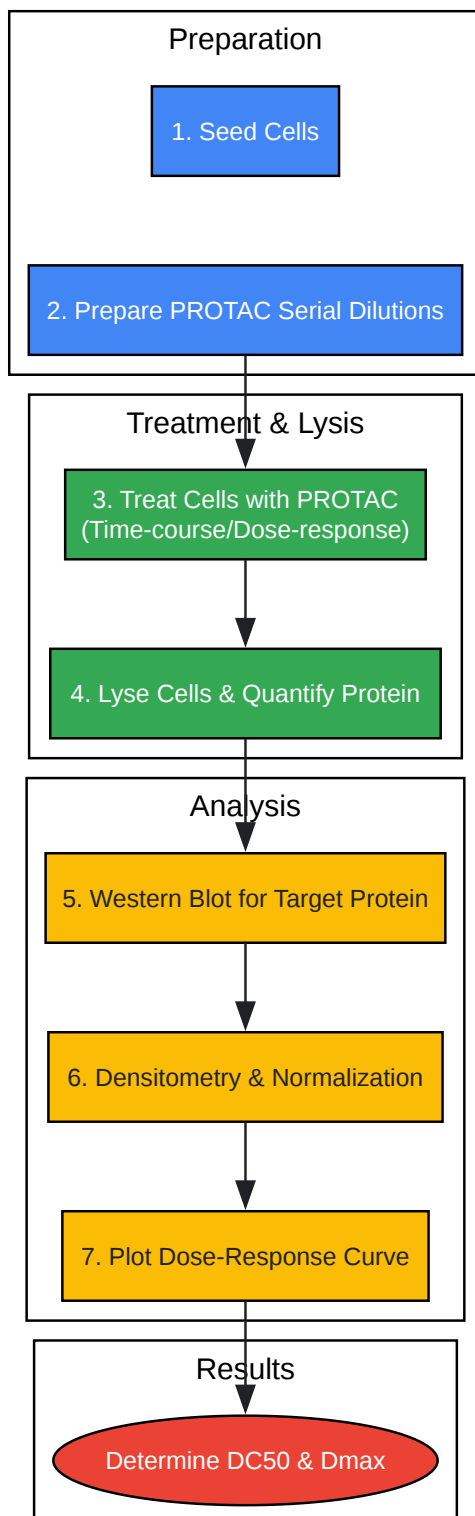 Preparation
1. Seed Cells
2. Prepare PROTAC Serial Dilutions
Treatment & Lysis
3. Treat Cells with PROTAC
(Time-course/Dose-response)
4. Lyse Cells & Quantify Protein
Analysis
5. Western Blot for Target Protein
6. Densitometry & Normalization
7. Plot Dose-Response Curve
Results
Determine DC50 & Dmax